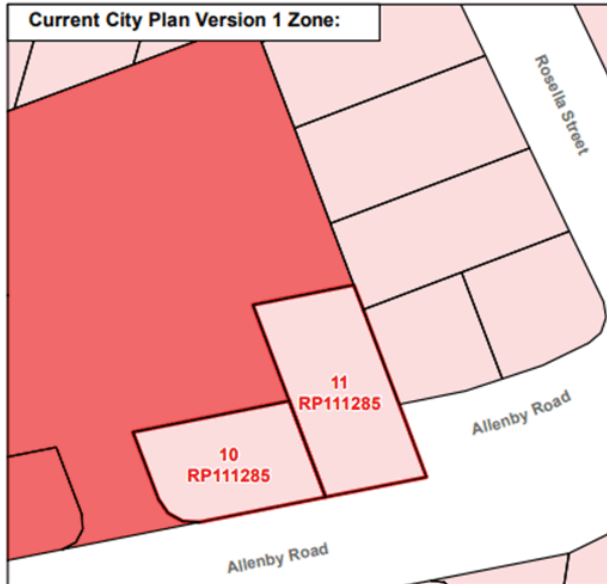 Current City Plan Version 1 Zone:
Rosella Street
11
RP111285
Allenby Road
10
RP111285
Allenby Road